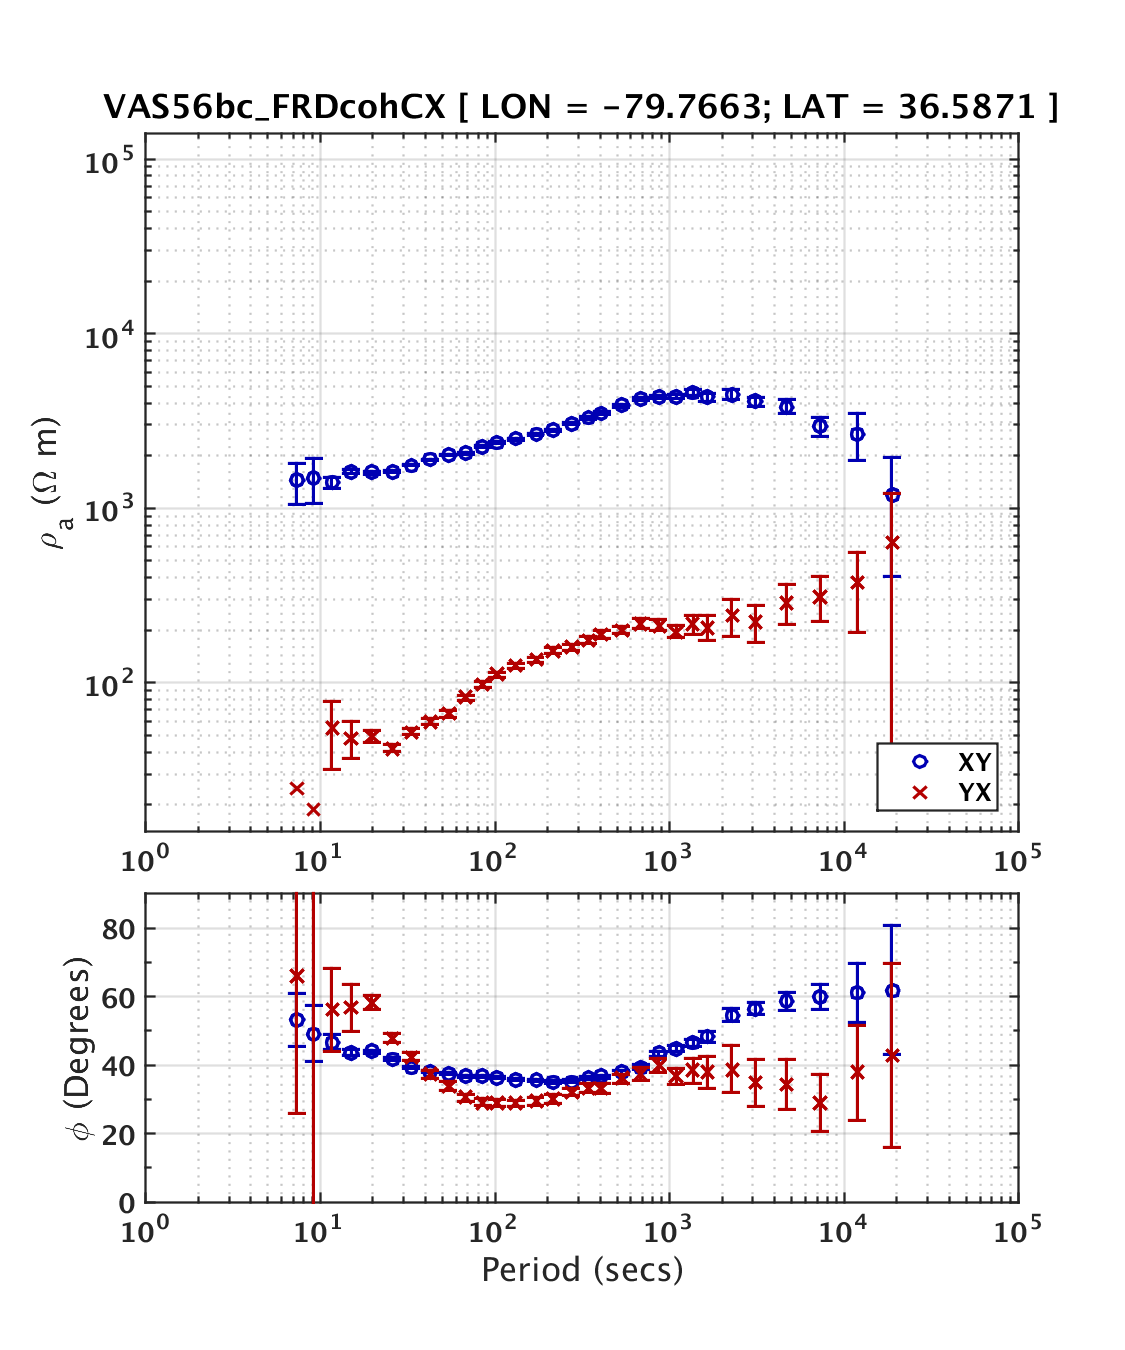 VAS56bc_FRDcohCX [ LON = -79.7663; LAT = 36.5871 ]
10^5
10^4
10^3
10^2
ρ_a (Ω m)
XY
YX
10^0 10^1 10^2 10^3 10^4 10^5
80
60
40
20
0
φ (Degrees)
10^0 10^1 10^2 10^3 10^4 10^5
Period (secs)